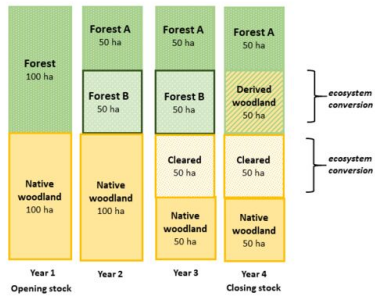 Forest
100 ha
Native
woodland
100 ha
Year 1
Opening stock
Forest A
50 ha
Forest B
50 ha
Native
woodland
100 ha
Year 2
Forest A
50 ha
Forest B
50 ha
Cleared
50 ha
Native
woodland
50 ha
Year 3
Forest A
50 ha
Derived
woodland
50 ha
Cleared
50 ha
Native
woodland
50 ha
Year 4
Closing stock
ecosystem
conversion
ecosystem
conversion